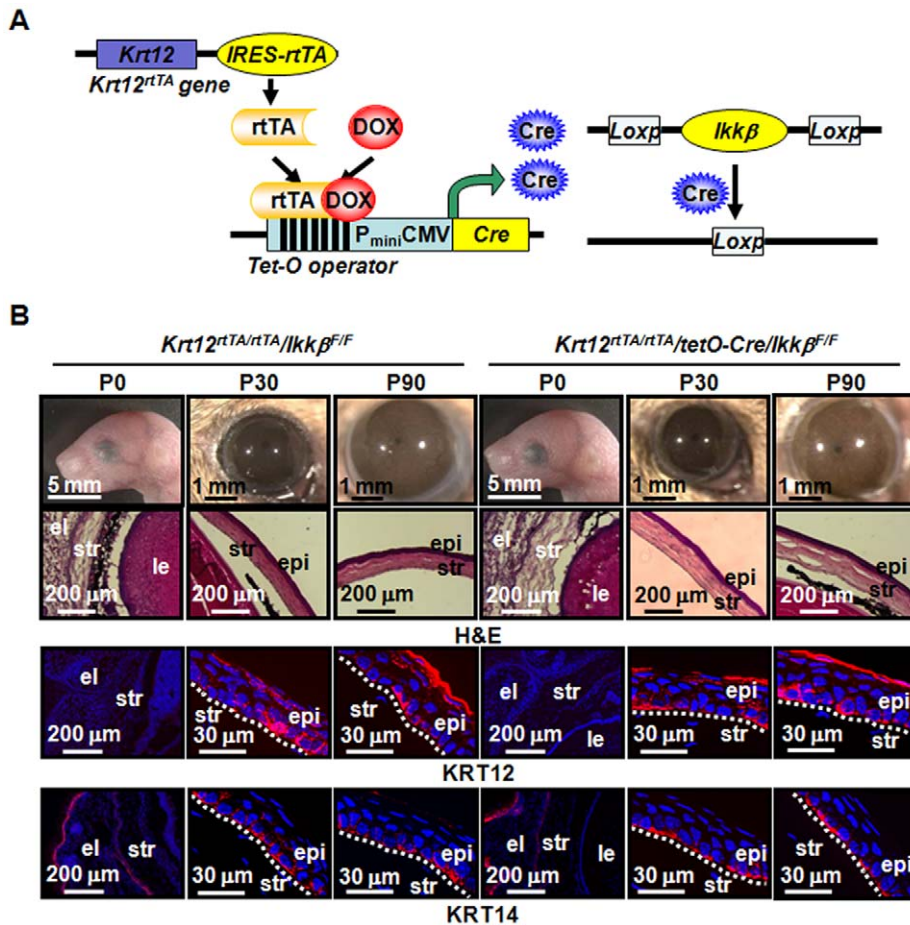 A
Krt12 IRES-rtTA
Krt12rtTA gene
rtTA DOX
Cre
Cre
Loxp Ikkβ Loxp
Cre
rtTA DOX
PminiCMV Cre
Tet-O operator
Loxp
B
Krt12rtTA/rtTA/IkkβF/F Krt12rtTA/rtTA/tetO-Cre/IkkβF/F
P0 P30 P90 P0 P30 P90
5 mm 1 mm 1 mm 5 mm 1 mm 1 mm
el str le str epi epi str el str le epi str epi str
200 µm 200 µm 200 µm 200 µm 200 µm 200 µm
H&E
el str str epi str epi el str le epi str epi str
200 µm 30 µm 30 µm 200 µm 30 µm 30 µm
KRT12
el str epi str epi str el str le epi str str epi
200 µm 30 µm 30 µm 200 µm 30 µm 30 µm
KRT14